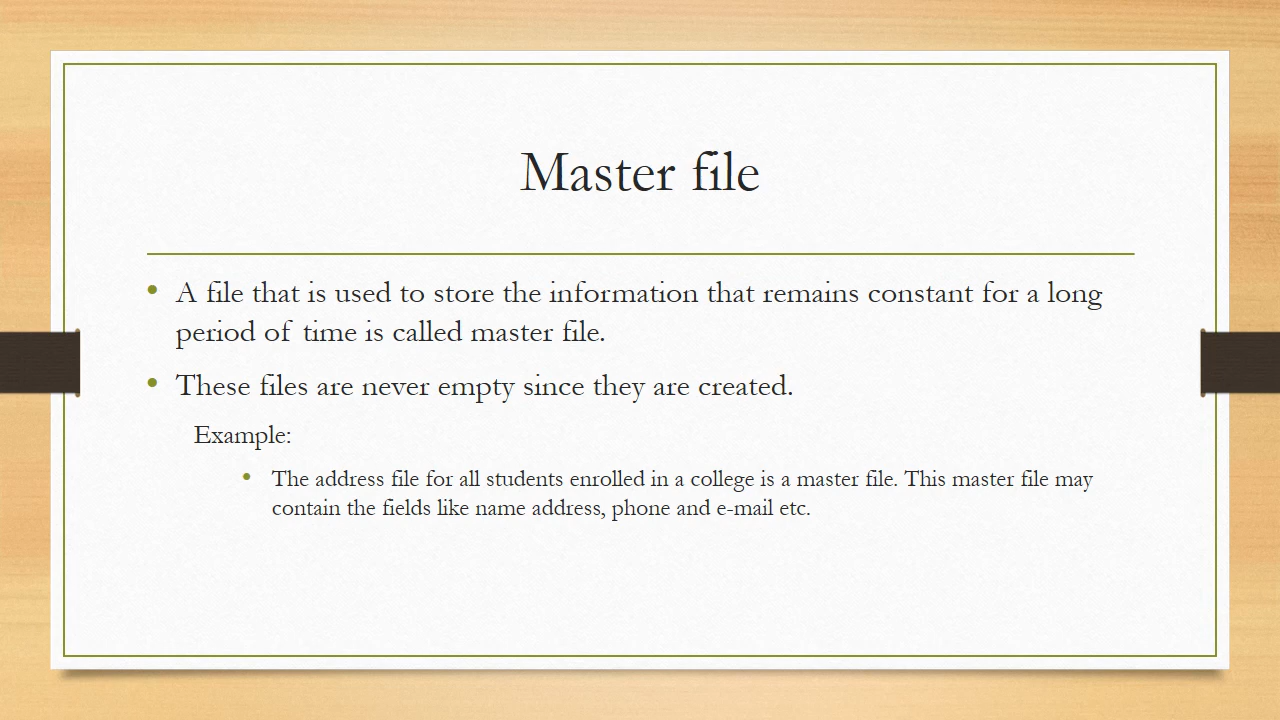 Master file
• A file that is used to store the information that remains constant for a long
period of time is called master file.
• These files are never empty since they are created.
Example:
• The address file for all students enrolled in a college is a master file. This master file may
contain the fields like name address, phone and e-mail etc.